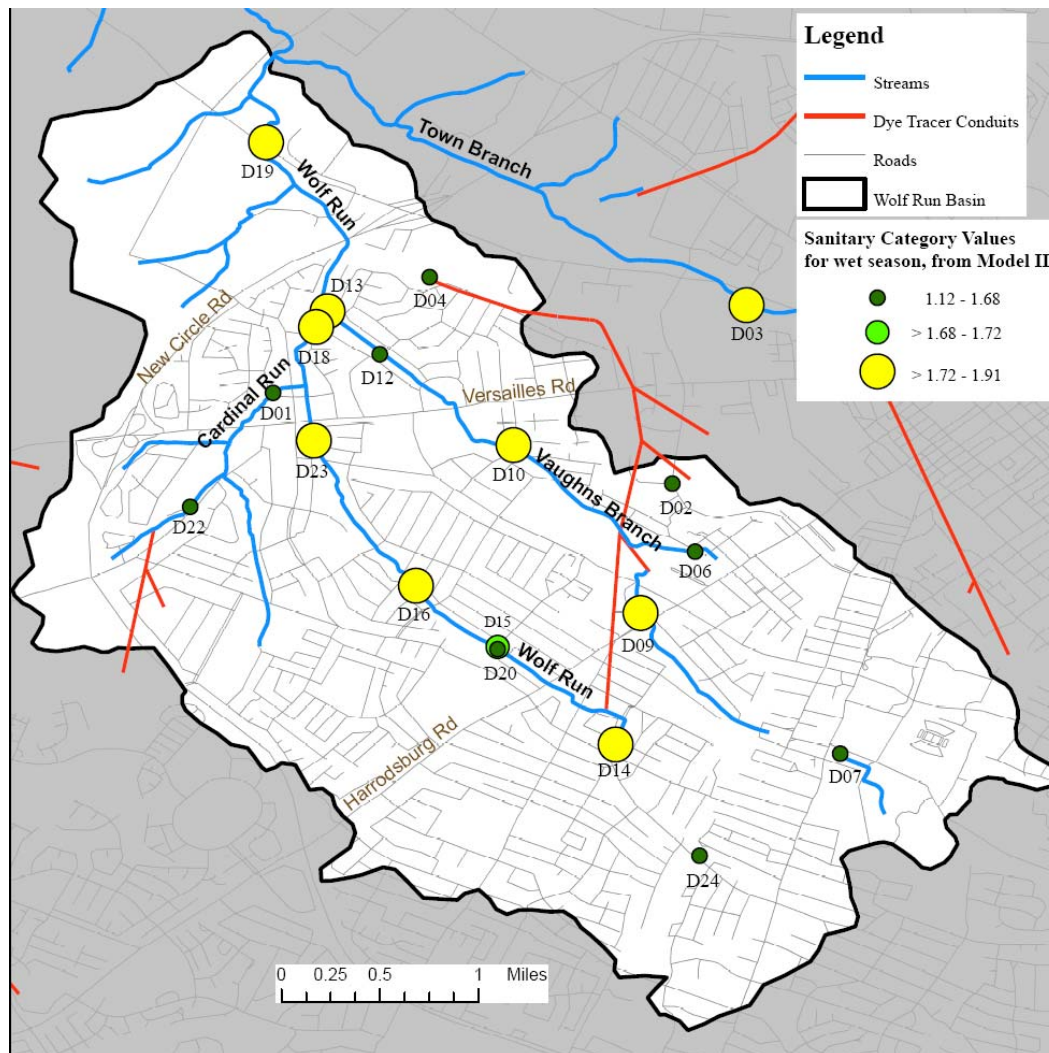 Legend
Streams
Dye Tracer Conduits
Roads
Wolf Run Basin
Sanitary Category Values
for wet season, from Model II
1.12 - 1.68
> 1.68 - 1.72
> 1.72 - 1.91
Town Branch
D19
Wolf Run
D13
D04
D03
New Circle Rd
D18
D12
Cardinal Run
D01
Versailles Rd
D23
D10
Vaughns Branch
D02
D22
D06
D16
D15
D09
D20
Wolf Run
Harrodsburg Rd
D14
D07
D24
0 0.25 0.5 1 Miles